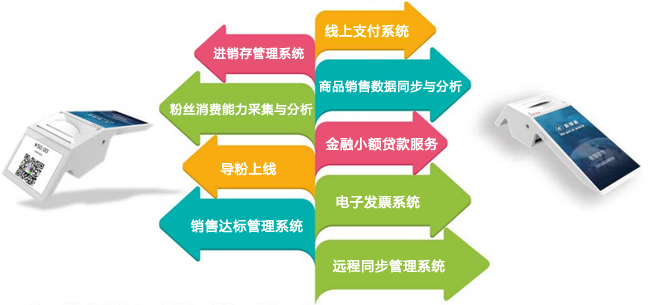 线上支付系统
进销存管理系统
商品销售数据同步与分析
粉丝消费能力采集与分析
金融小额贷款服务
导粉上线
电子发票系统
销售达标管理系统
远程同步管理系统
¥50.00